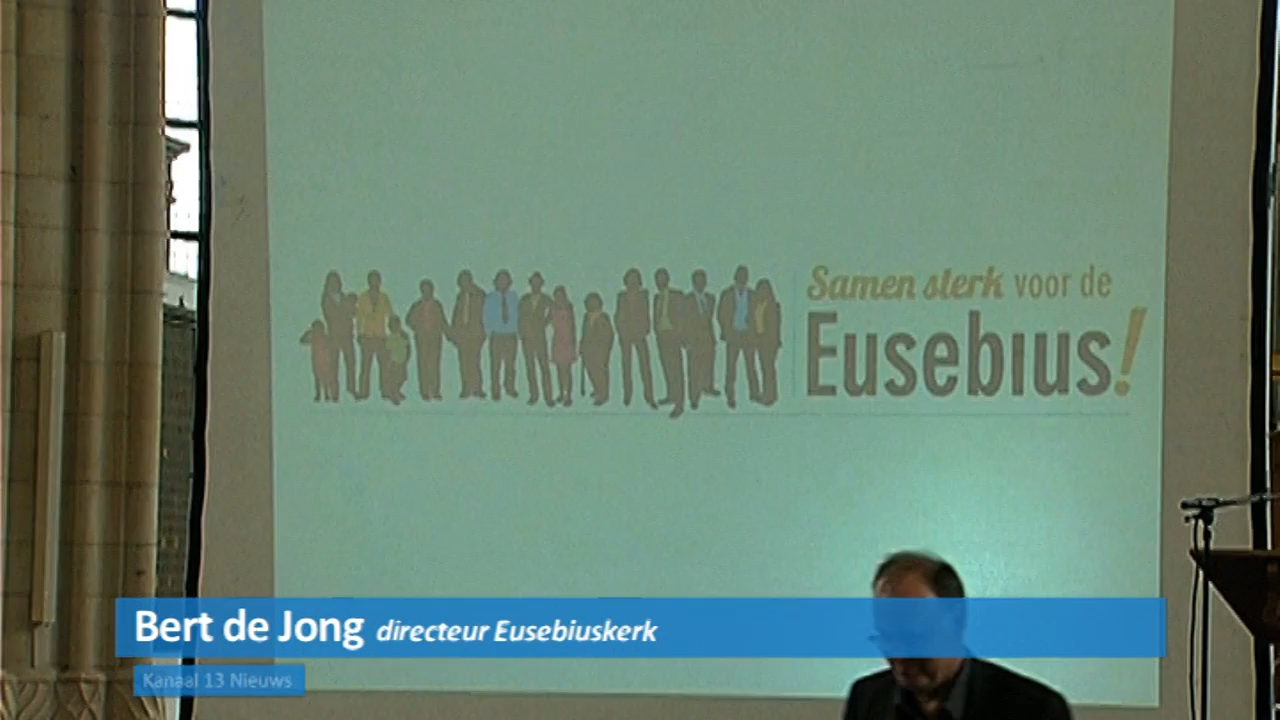 Samen sterk voor de
Eusebius!
Bert de Jong directeur Eusebiuskerk
Kanaal 13 Nieuws